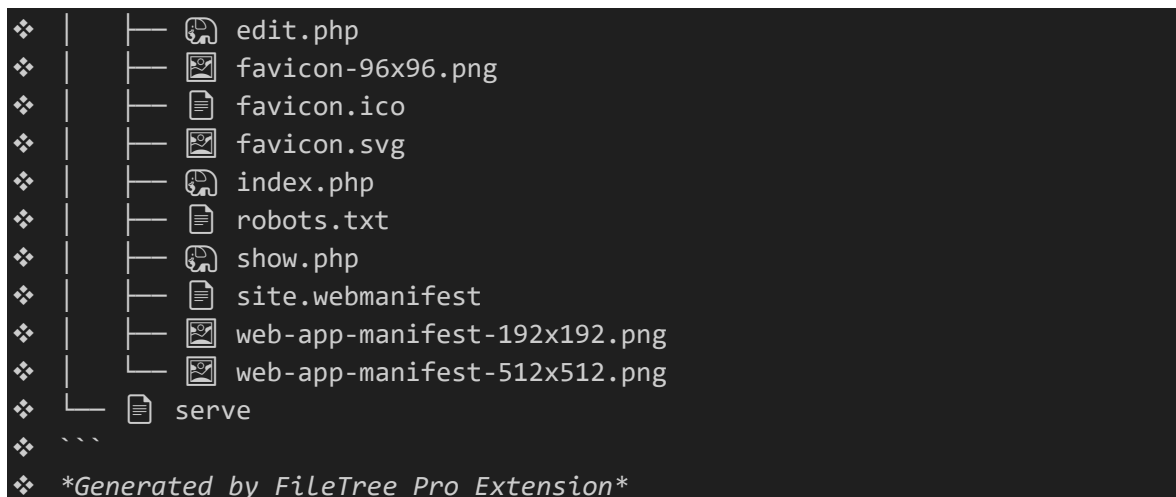 ❖ │   ├── 🐘 edit.php
❖ │   ├── 🖼 favicon-96x96.png
❖ │   ├── 📄 favicon.ico
❖ │   ├── 🖼 favicon.svg
❖ │   ├── 🐘 index.php
❖ │   ├── 📄 robots.txt
❖ │   ├── 🐘 show.php
❖ │   ├── 📄 site.webmanifest
❖ │   ├── 🖼 web-app-manifest-192x192.png
❖ │   └── 🖼 web-app-manifest-512x512.png
❖ └── 📄 serve
❖ ```
❖ *Generated by FileTree Pro Extension*